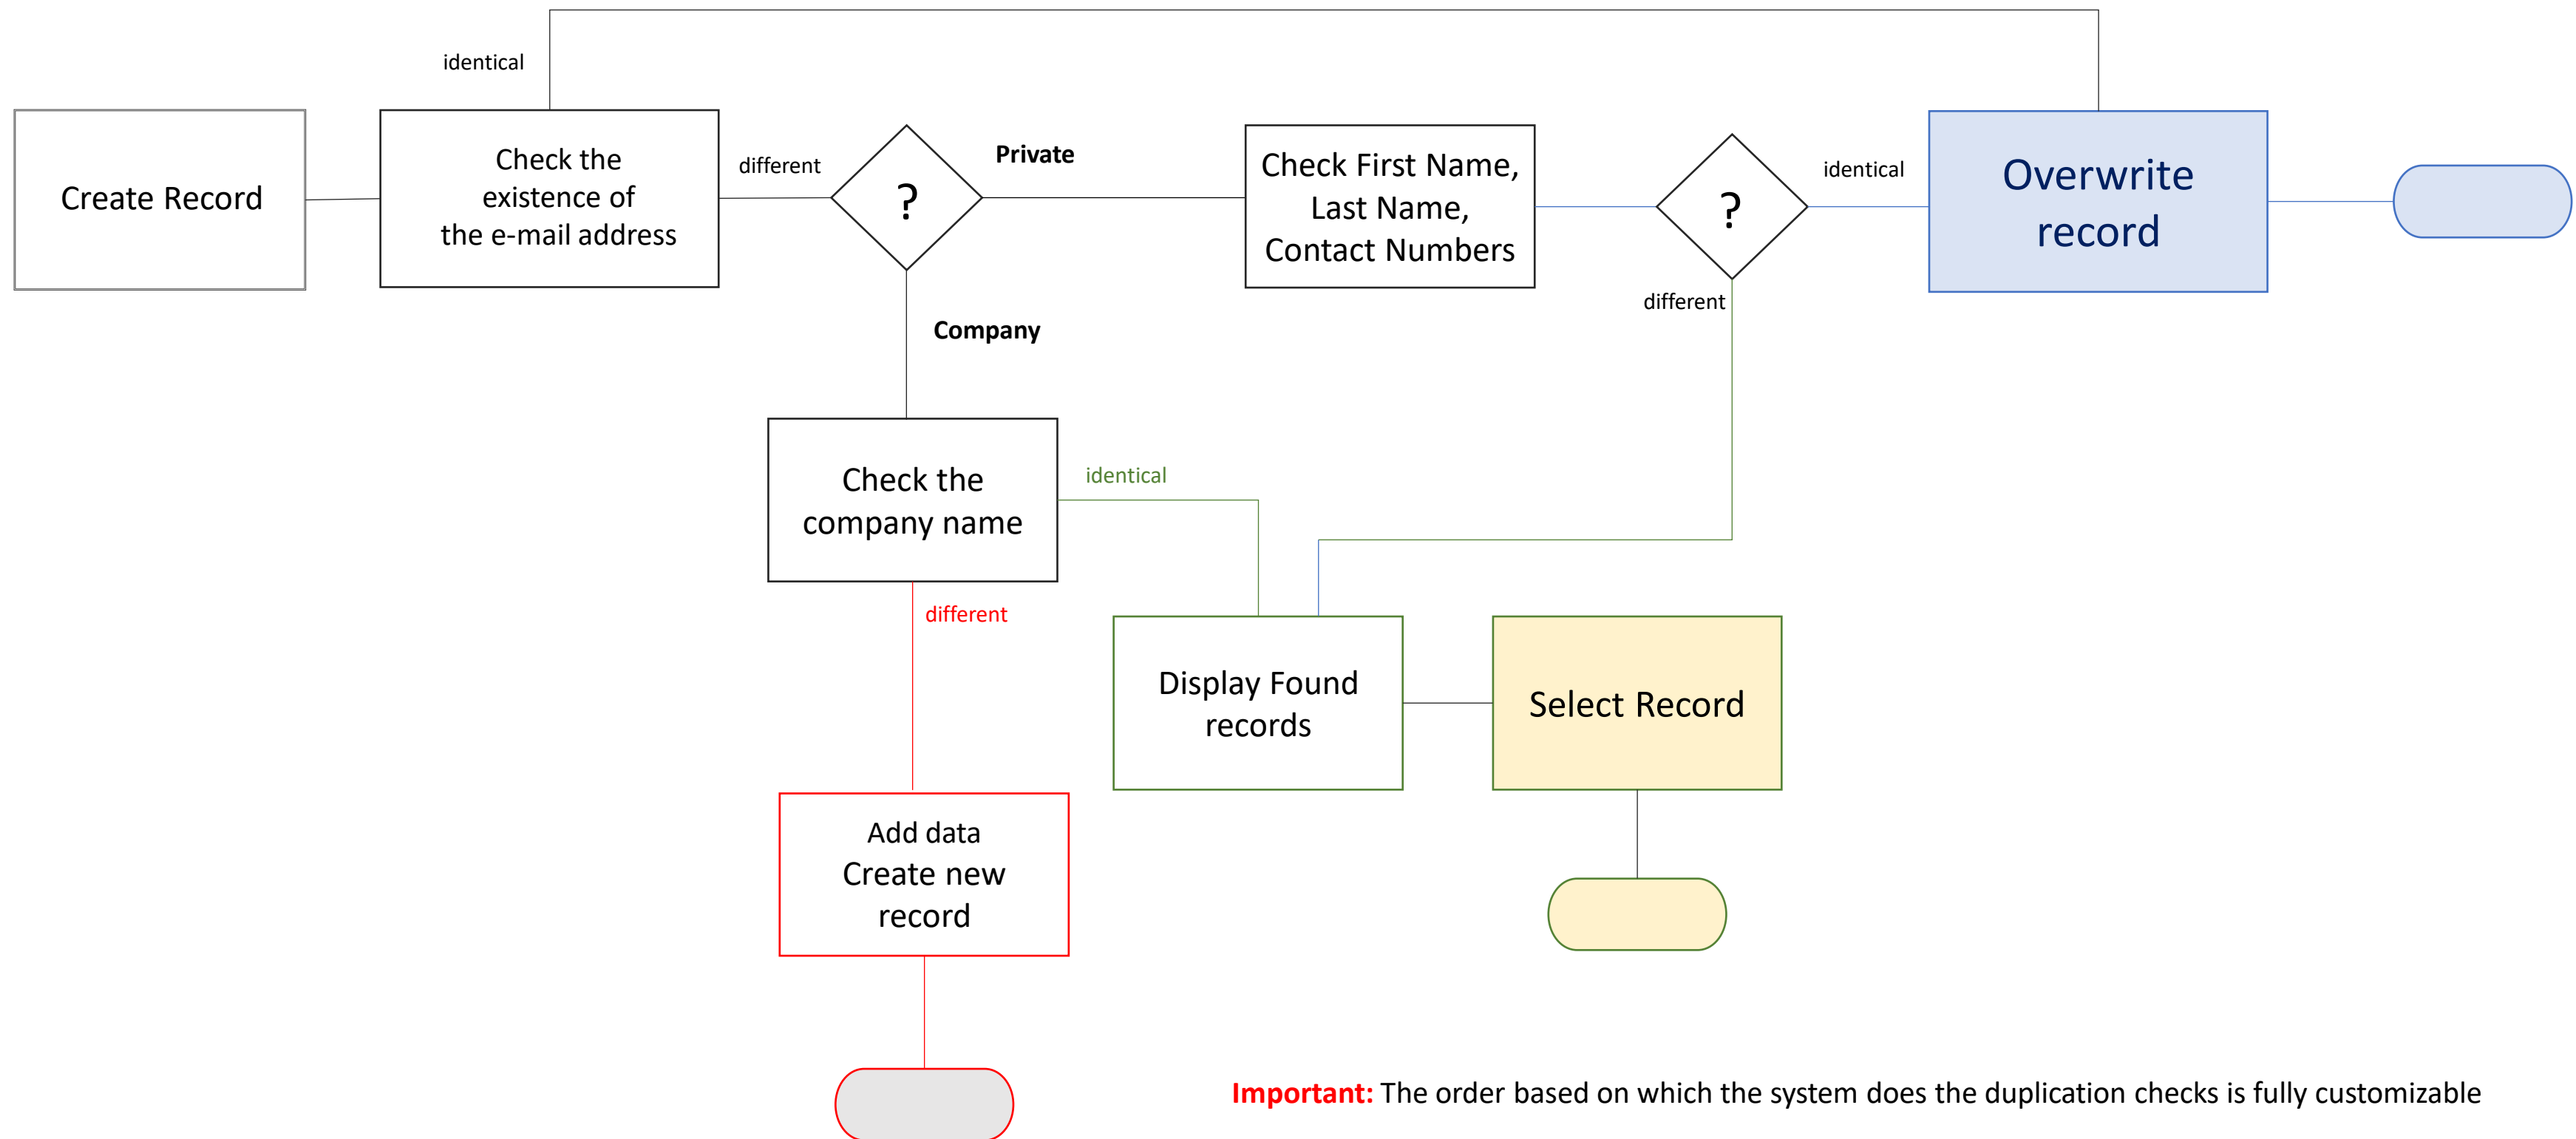 identical
Create Record
Check the
existence of
the e-mail address
different
?
Private
Check First Name,
Last Name,
Contact Numbers
?
identical
Overwrite
record
different
Company
Check the
company name
identical
different
Display Found
records
Select Record
Add data
Create new
record
Important: The order based on which the system does the duplication checks is fully customizable